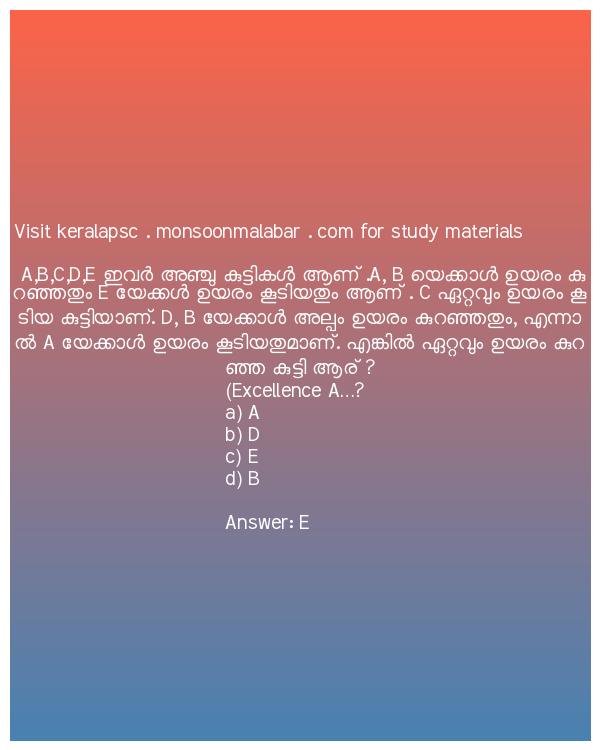 Visit keralapsc . monsoonmalabar . com for study materials
A,B,C,D,E ഇവർ അഞ്ചു കുട്ടികൾ ആണ് .A, B യെക്കാൾ ഉയരം കു
റഞ്ഞതും E യേക്കൾ ഉയരം കൂടിയതും ആണ് . C ഏറ്റവും ഉയരം കൂ
ടിയ കുട്ടിയാണ്. D, B യേക്കാൾ അല്പം ഉയരം കുറഞ്ഞതും, എന്നാ
ൽ A യേക്കാൾ ഉയരം കൂടിയതുമാണ്. എങ്കിൽ ഏറ്റവും ഉയരം കുറ
ഞ്ഞ കുട്ടി ആര് ?
(Excellence A...?
a) A
b) D
c) E
d) B
Answer: E